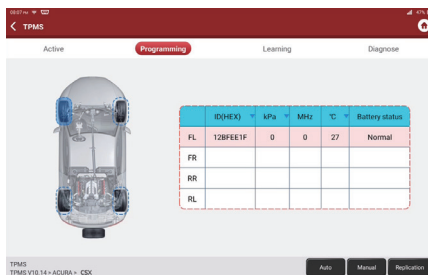 TPMS
47%
Active Programming Learning Diagnose
ID(HEX) kPa MHz °C Battery status
FL 12BFEE1F 0 0 27 Normal
FR
RR
RL
TPMS
TPMS V10.14 > ACURA > CSX
Auto Manual Replication